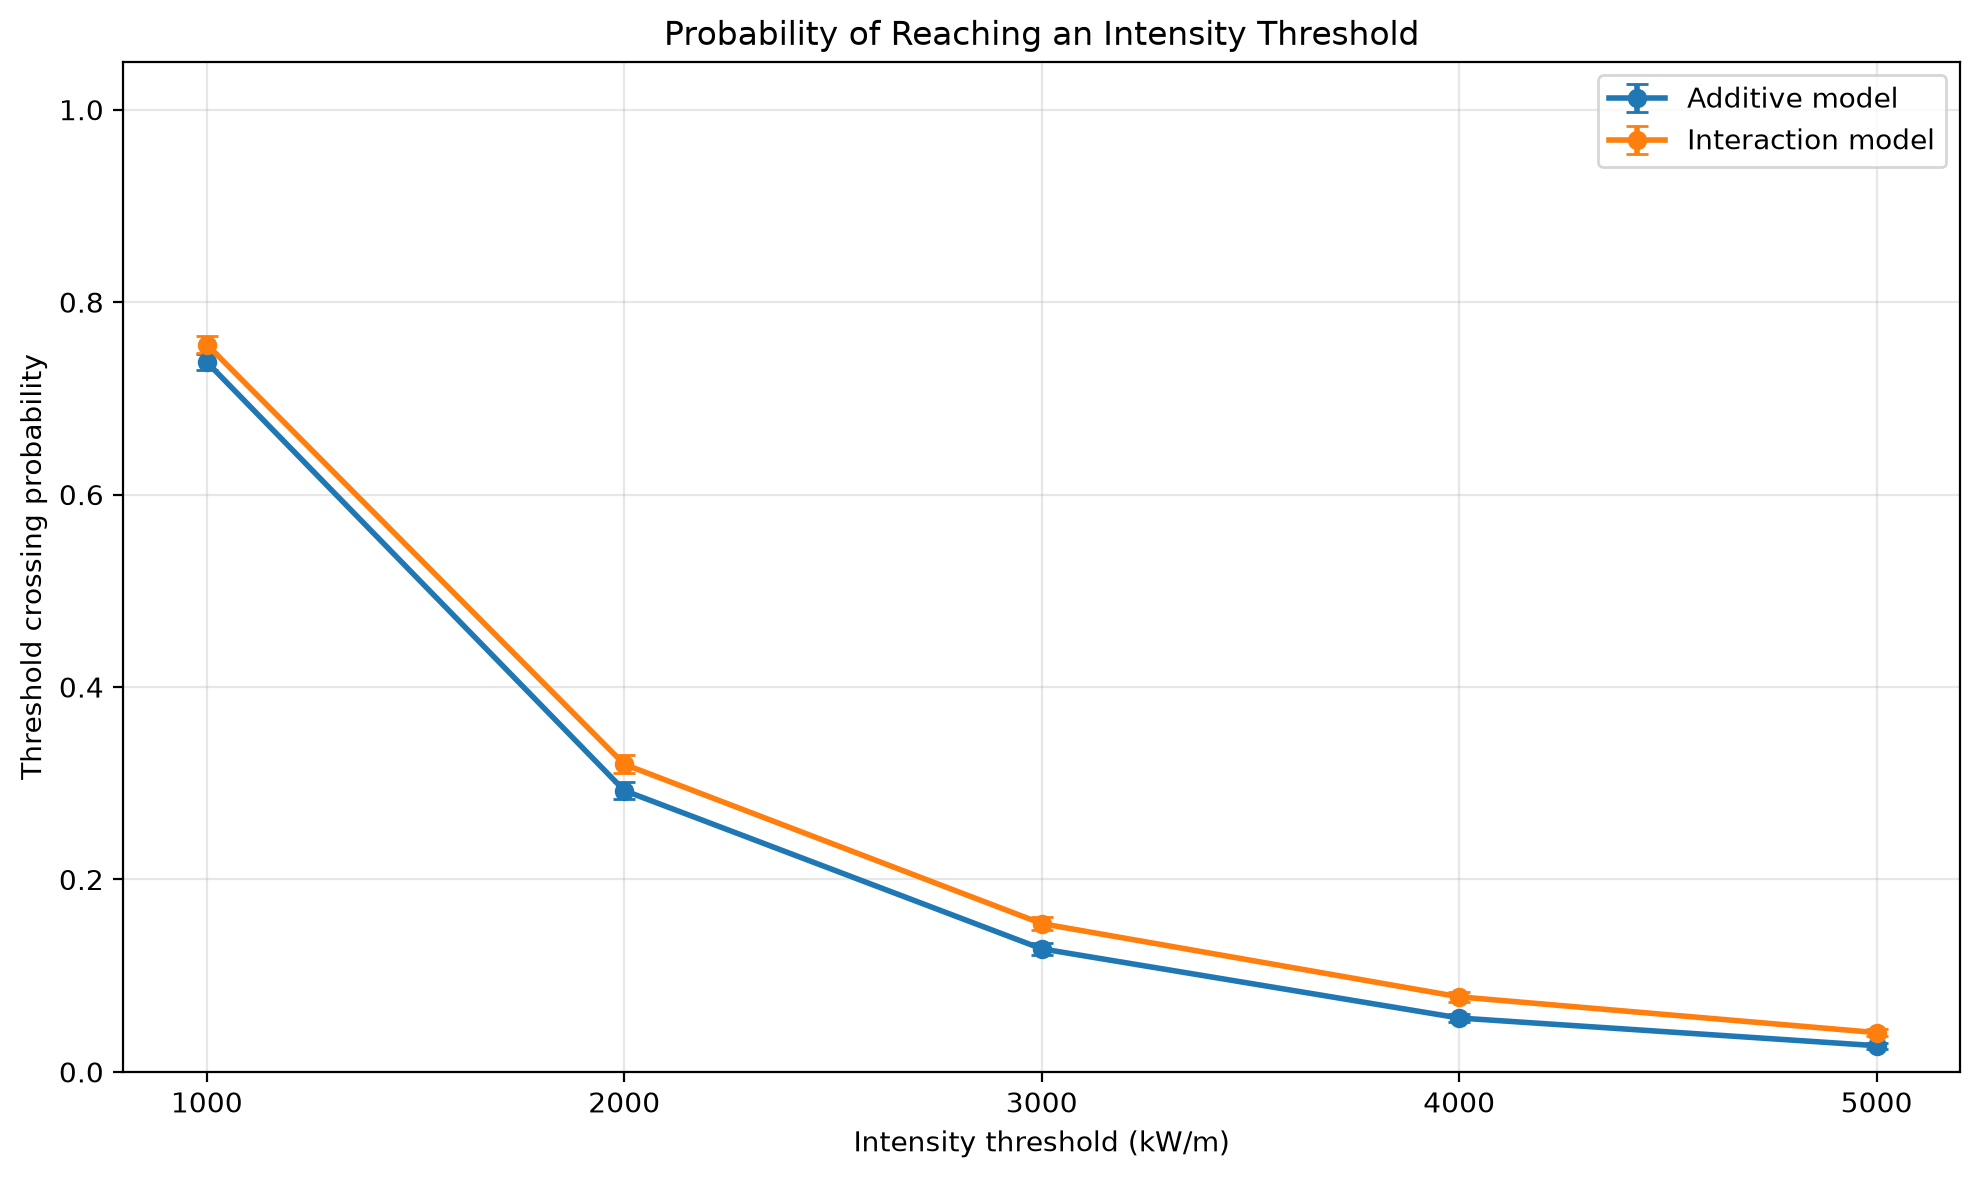 Probability of Reaching an Intensity Threshold
Additive model
Interaction model
Threshold crossing probability
1.0
0.8
0.6
0.4
0.2
0.0
1000 2000 3000 4000 5000
Intensity threshold (kW/m)